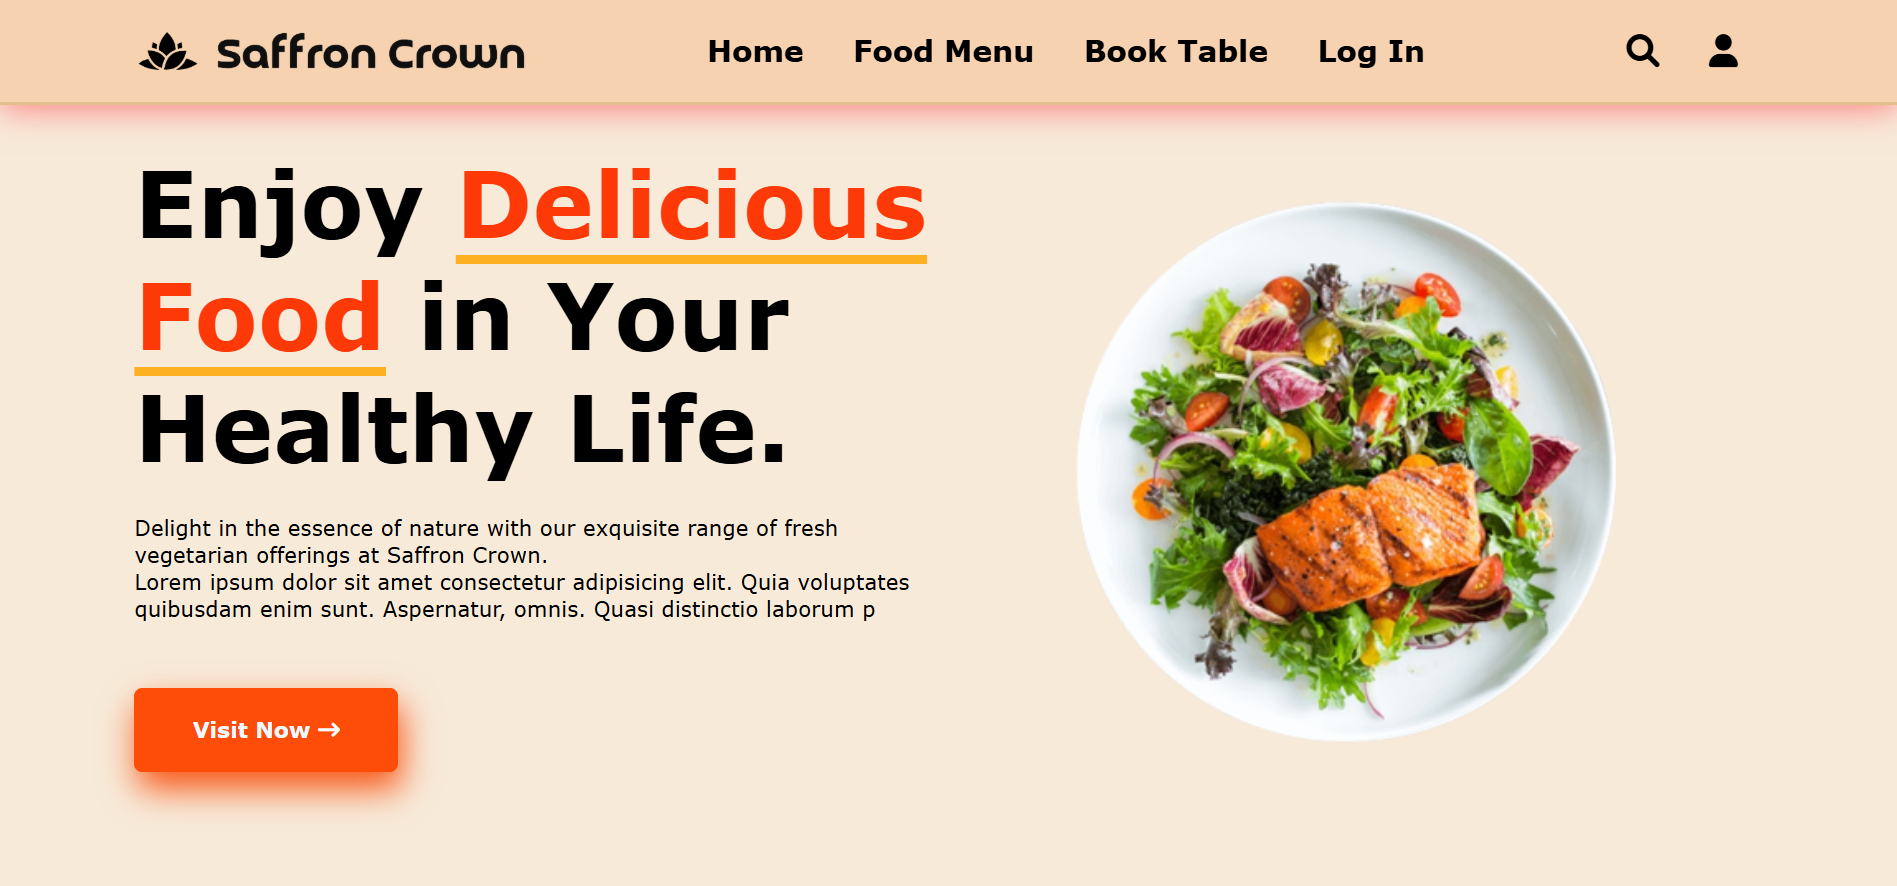 Saffron Crown
Home Food Menu Book Table Log In
Enjoy Delicious
Food in Your
Healthy Life.
Delight in the essence of nature with our exquisite range of fresh
vegetarian offerings at Saffron Crown.
Lorem ipsum dolor sit amet consectetur adipisicing elit. Quia voluptates
quibusdam enim sunt. Aspernatur, omnis. Quasi distinctio laborum p
Visit Now →